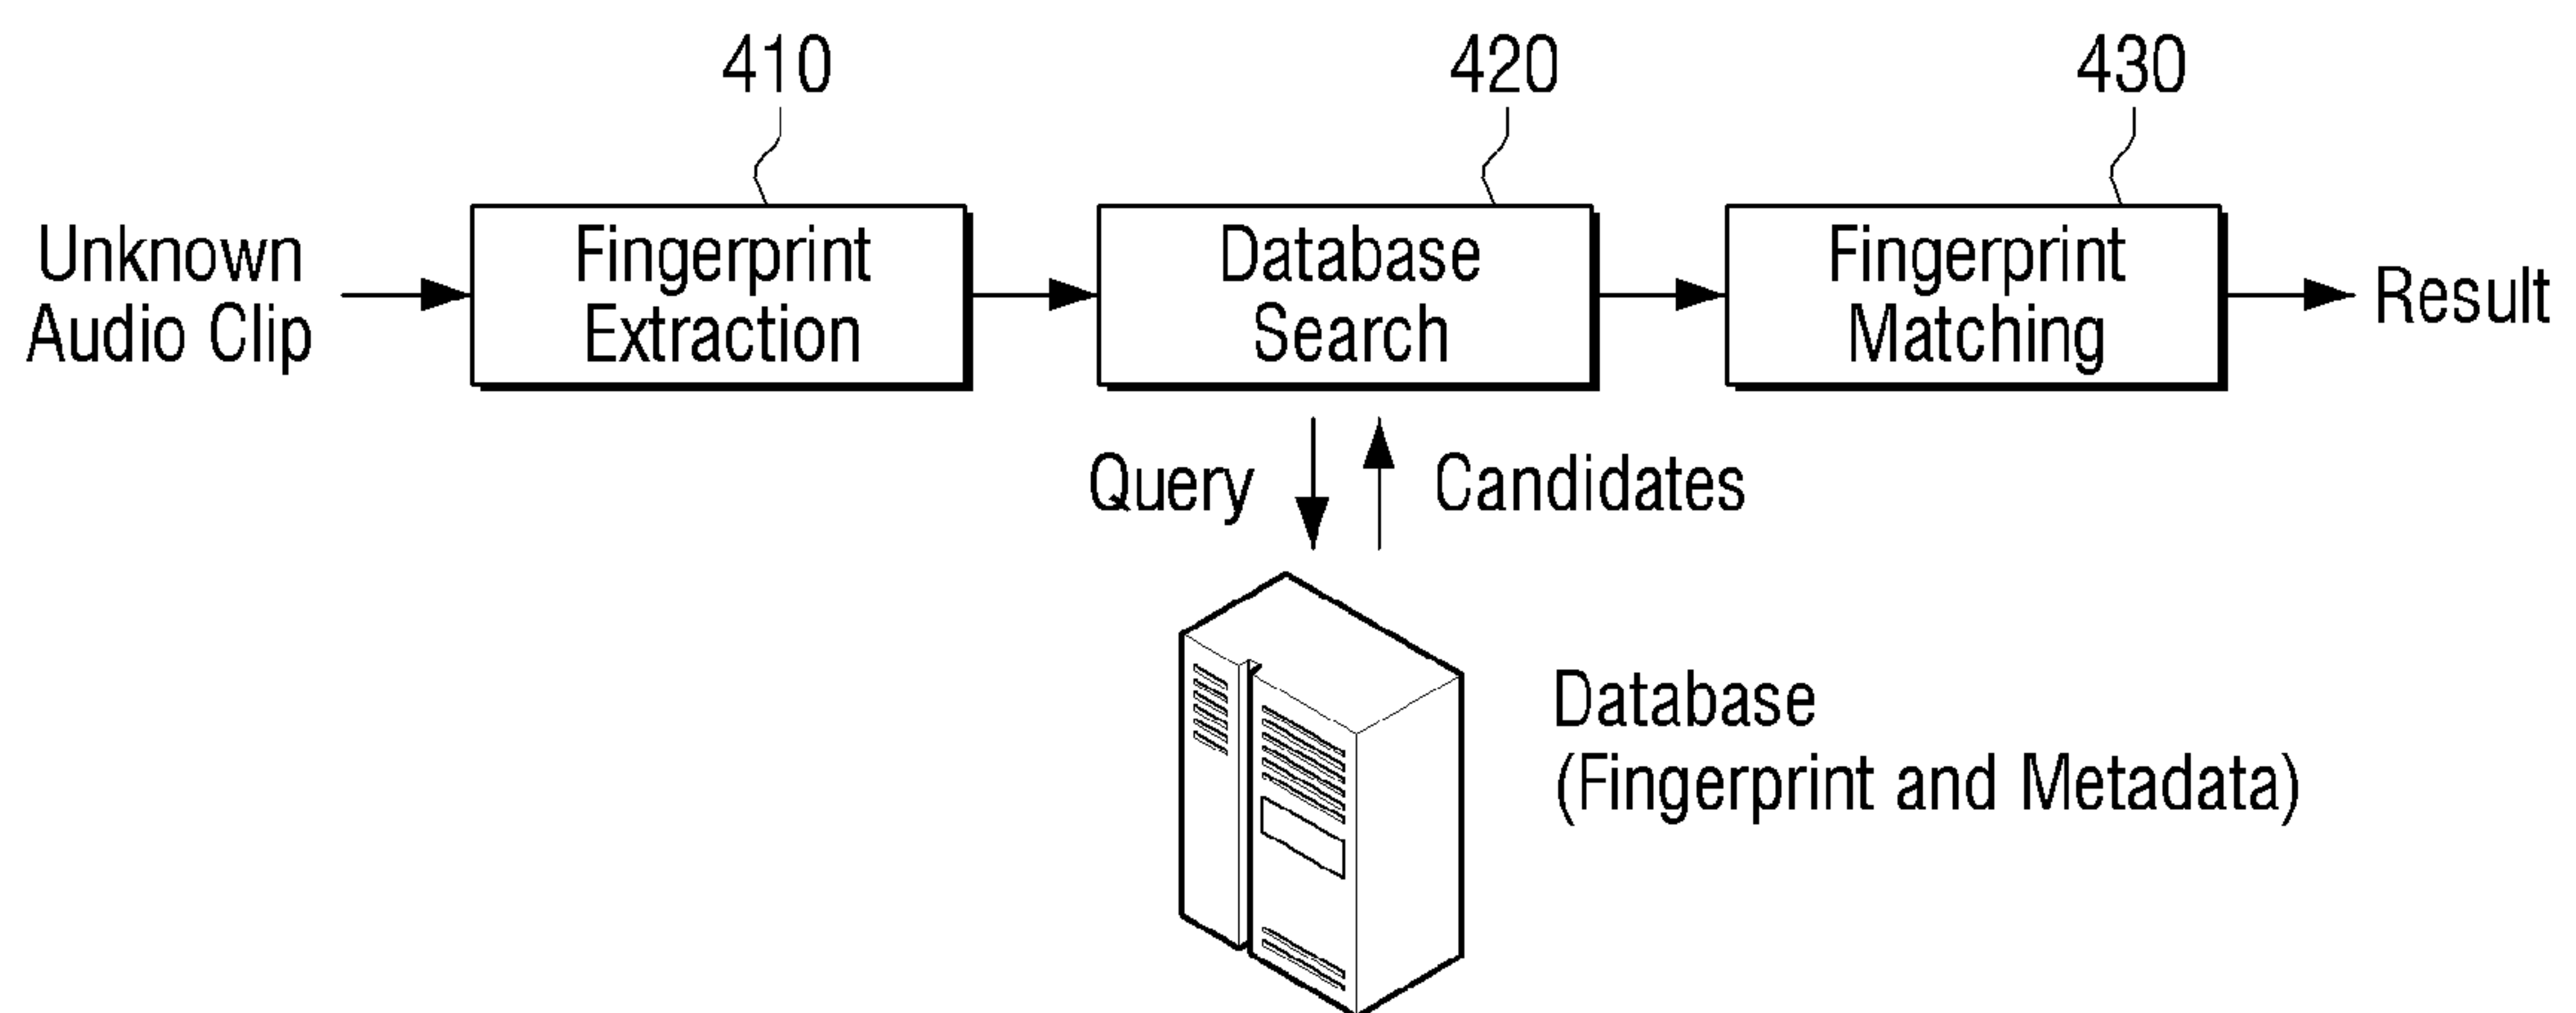 410
420
430
Unknown
Audio Clip
Fingerprint
Extraction
Database
Search
Fingerprint
Matching
Result
Query
Candidates
Database
(Fingerprint and Metadata)